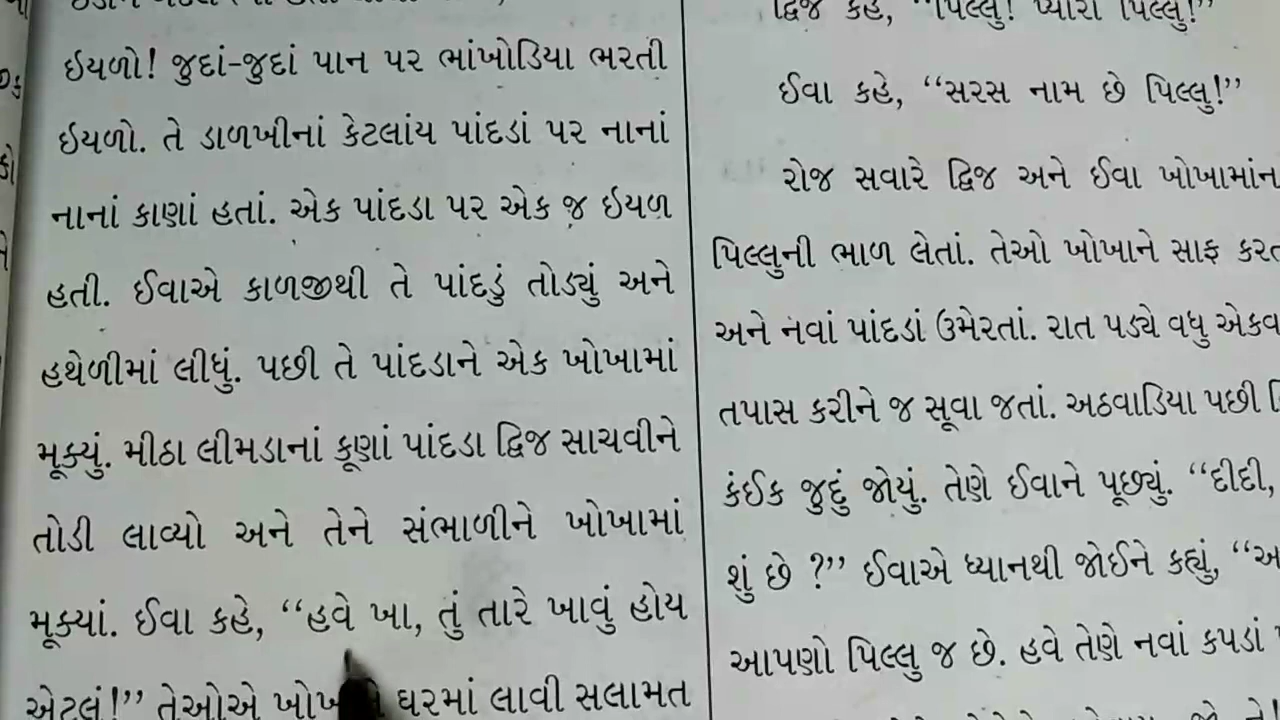 ઈયળો! જુદાં-જુદાં પાન પર ભાંખોડિયા ભરતી
ઈયળો. તે ડાળખીનાં કેટલાંય પાંદડાં પર નાનાં
નાનાં કાણાં હતાં. એક પાંદડા પર એક જ ઈયળ
હતી. ઈવાએ કાળજીથી તે પાંદડું તોડ્યું અને
હથેળીમાં લીધું. પછી તે પાંદડાને એક ખોખામાં
મૂક્યું. મીઠા લીમડાનાં કૂણાં પાંદડા દ્વિજ સાચવીને
તોડી લાવ્યો અને તેને સંભાળીને ખોખામાં
મૂક્યાં. ઈવા કહે, “હવે ખા, તું તારે ખાવું હોય
એટલું!” તેઓએ ઘરમાં લાવી સલામત
દ્વિજ કહે, “પિલ્લુ! પ્યારા પિલ્લુ!”
ઈવા કહે, “સરસ નામ છે પિલ્લુ!”
રોજ સવારે દ્વિજ અને ઈવા ખોખામાંન
પિલ્લુની ભાળ લેતાં. તેઓ ખોખાને સાફ કરત
અને નવાં પાંદડાં ઉમેરતાં. રાત પડ્યે વધુ એકવ
તપાસ કરીને જ સૂવા જતાં. અઠવાડિયા પછી
કંઈક જુદું જોયું. તેણે ઈવાને પૂછ્યું. “દીદી,
શું છે ?” ઈવાએ ધ્યાનથી જોઈને કહ્યું, “આ
આપણો પિલ્લુ જ છે. હવે તેણે નવાં કપડાં